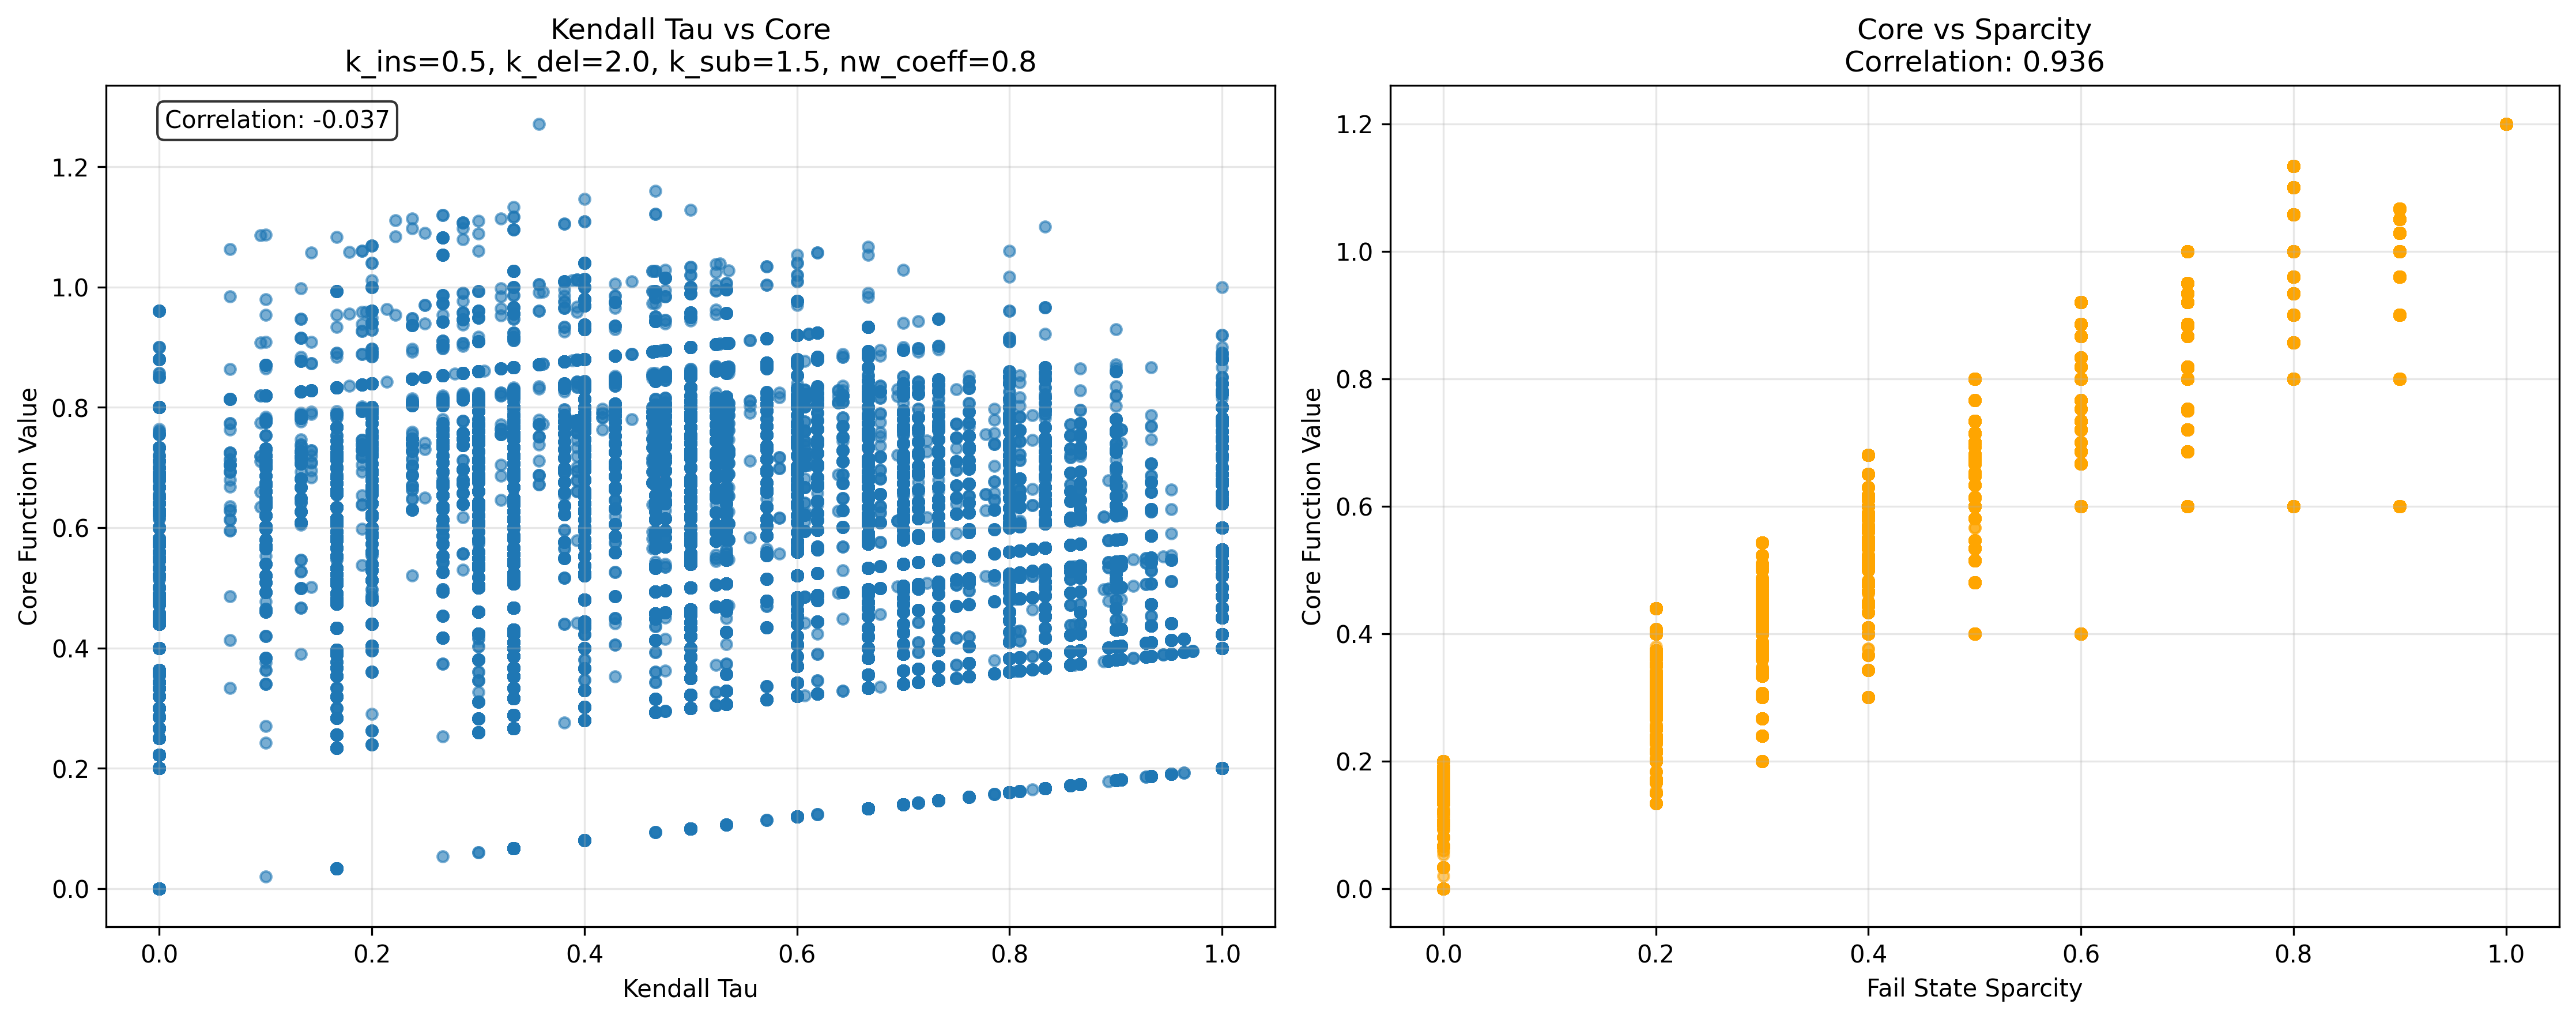 Kendall Tau vs Core
k_ins=0.5, k_del=2.0, k_sub=1.5, nw_coeff=0.8
Correlation: -0.037
Core Function Value
1.2
1.0
0.8
0.6
0.4
0.2
0.0
0.0 0.2 0.4 0.6 0.8 1.0
Kendall Tau
Core vs Sparcity
Correlation: 0.936
Core Function Value
1.2
1.0
0.8
0.6
0.4
0.2
0.0
0.0 0.2 0.4 0.6 0.8 1.0
Fail State Sparcity